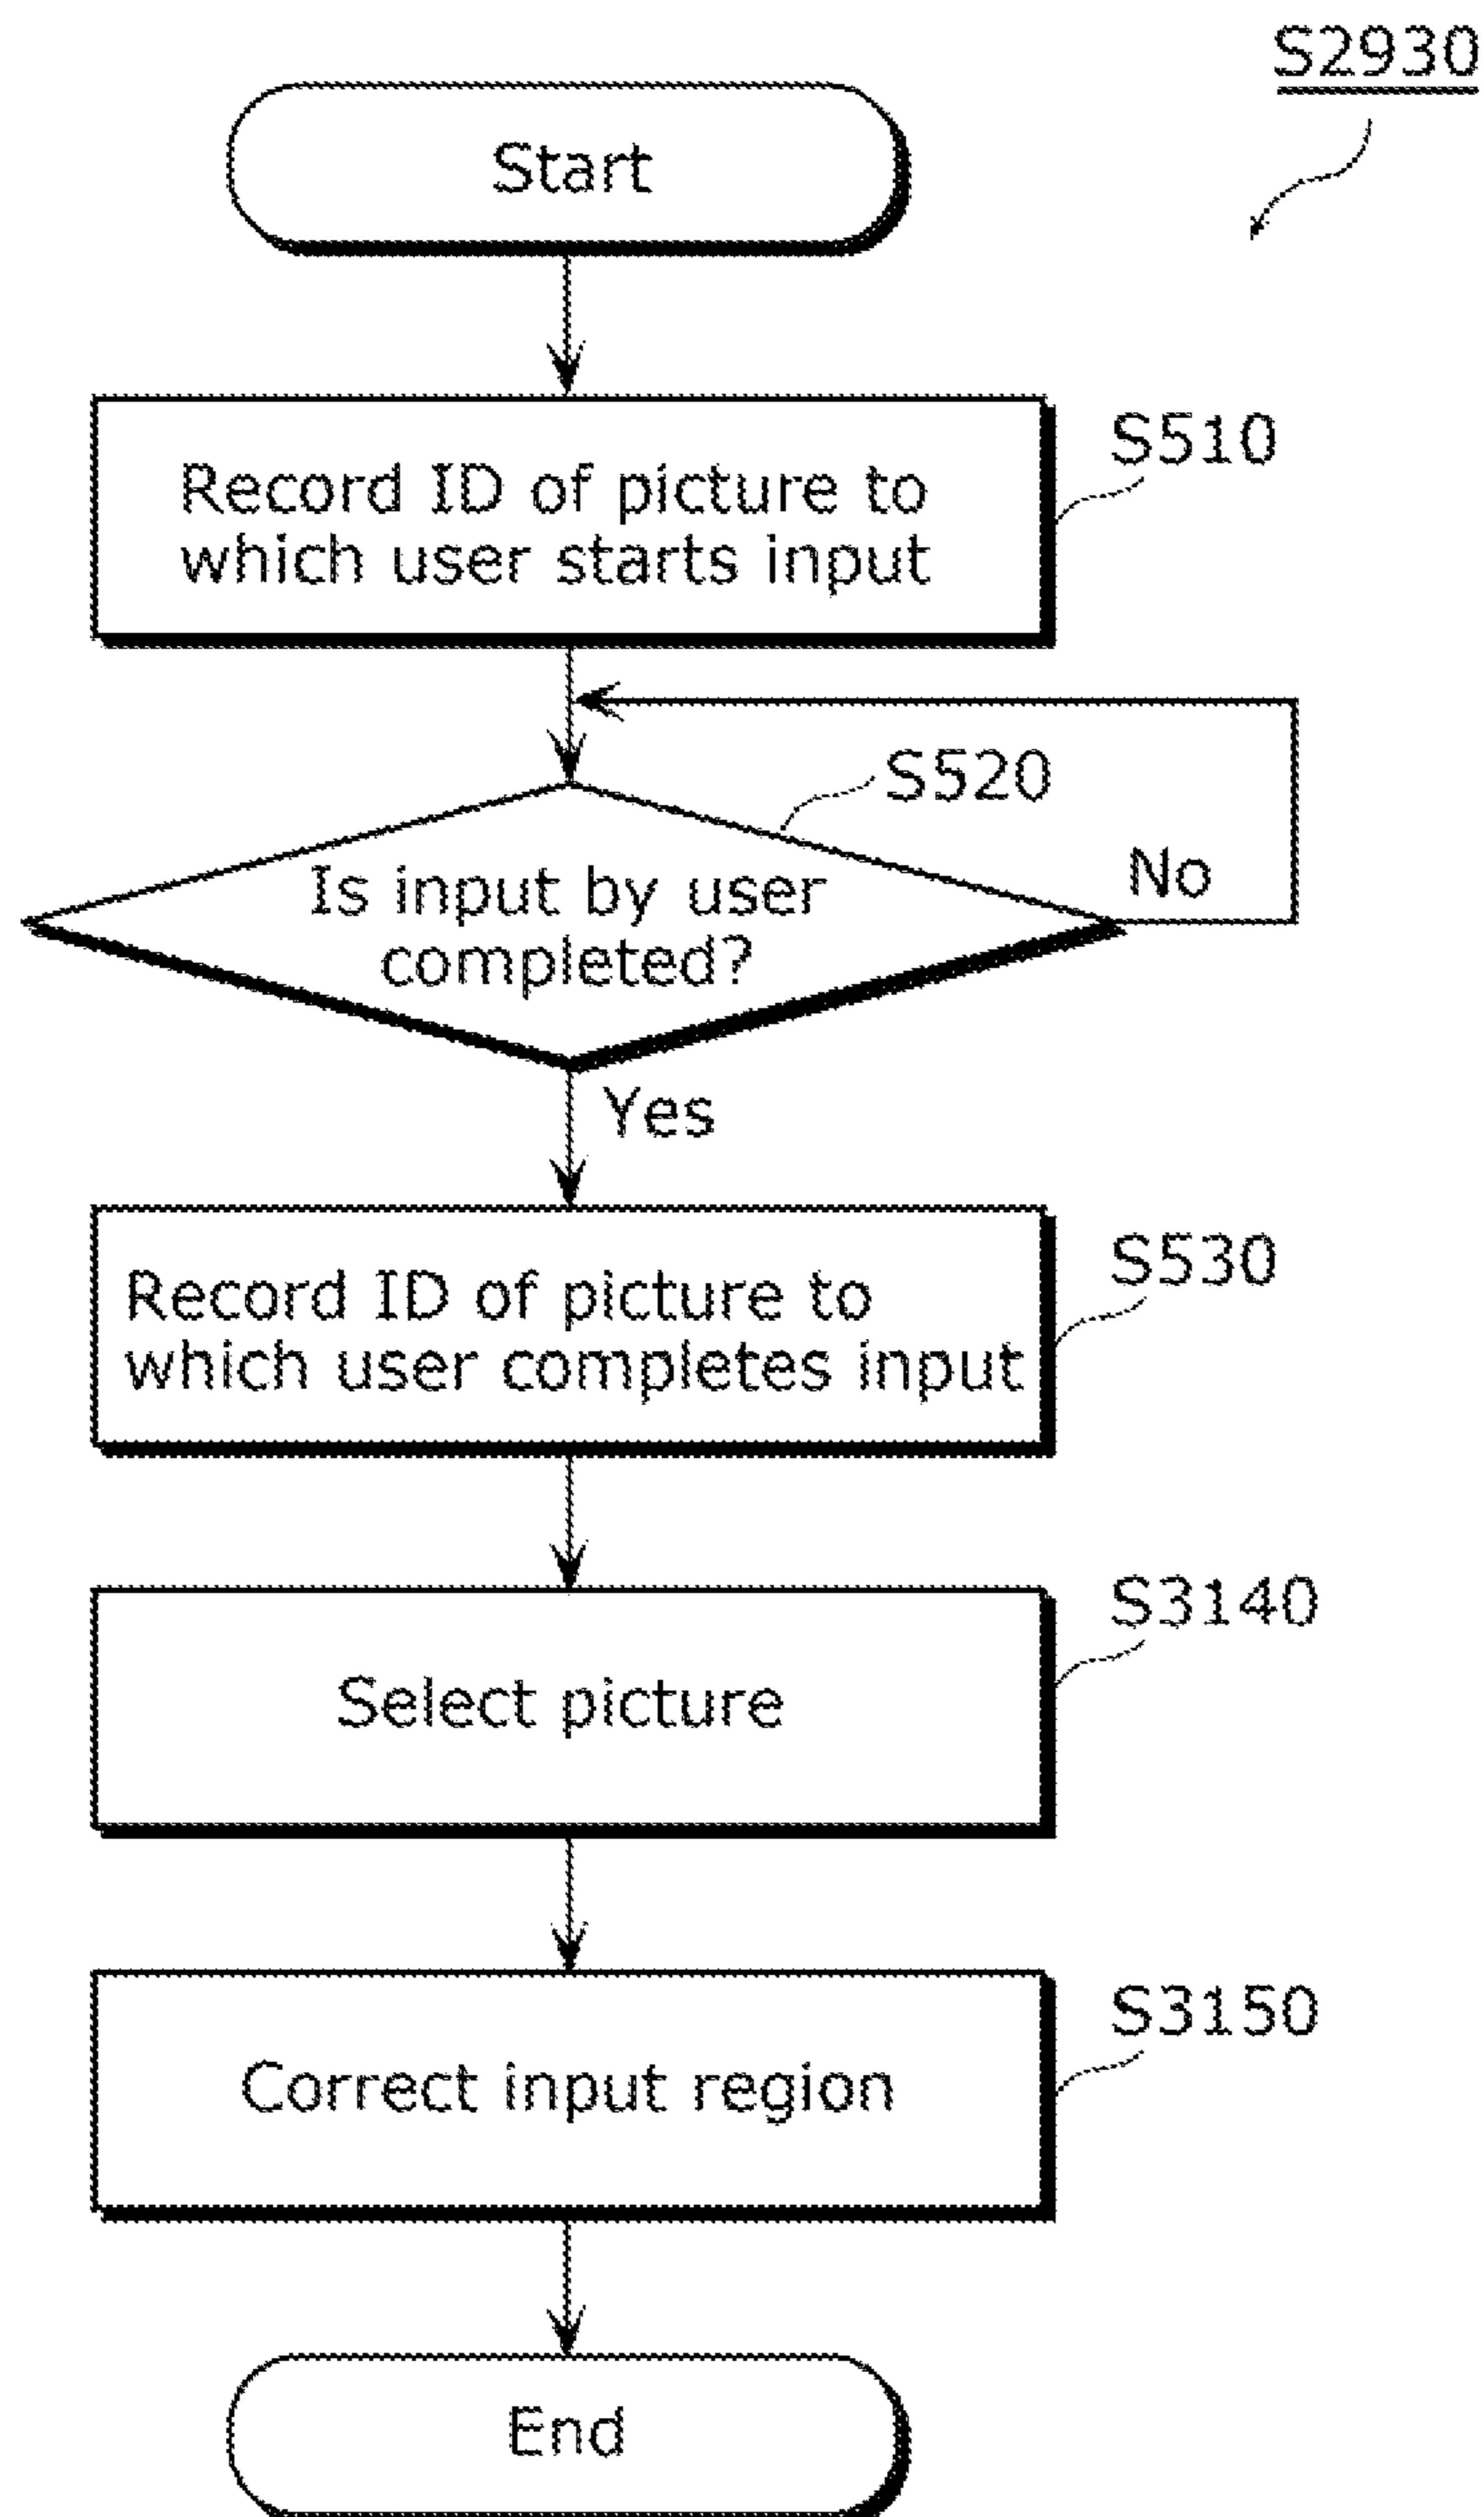 S2930
Start
S510
Record ID of picture to
which user starts input
S520
Is input by user
completed?
No
Yes
S530
Record ID of picture to
which user completes input
S3140
Select picture
S3150
Correct input region
End